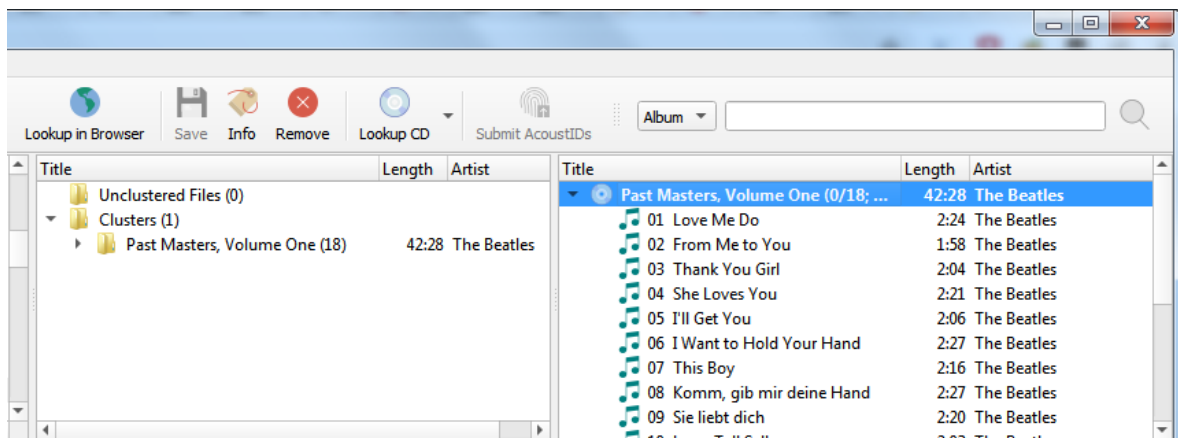 Lookup in Browser Save Info Remove Lookup CD Submit AcoustIDs Album
Title Length Artist
Unclustered Files (0)
Clusters (1)
Past Masters, Volume One (18) 42:28 The Beatles
Title Length Artist
Past Masters, Volume One (0/18; ... 42:28 The Beatles
01 Love Me Do 2:24 The Beatles
02 From Me to You 1:58 The Beatles
03 Thank You Girl 2:04 The Beatles
04 She Loves You 2:21 The Beatles
05 I'll Get You 2:06 The Beatles
06 I Want to Hold Your Hand 2:27 The Beatles
07 This Boy 2:16 The Beatles
08 Komm, gib mir deine Hand 2:27 The Beatles
09 Sie liebt dich 2:20 The Beatles